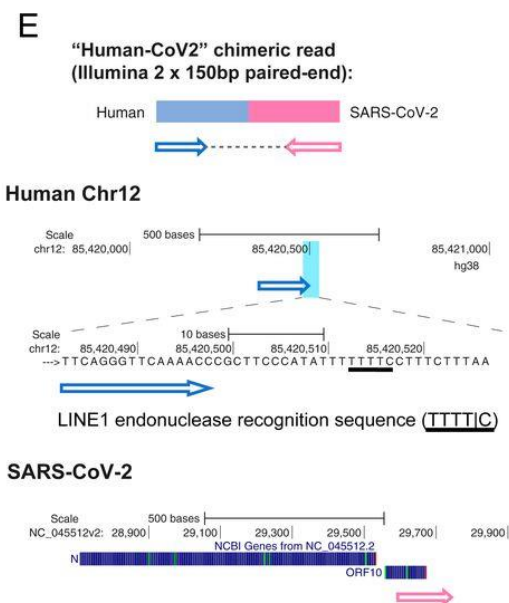 E
“Human-CoV2” chimeric read
(Illumina 2 x 150bp paired-end):
Human SARS-CoV-2
Human Chr12
Scale 500 bases
chr12: 85,420,000 85,420,500 85,421,000
hg38
Scale 10 bases
chr12: 85,420,490 85,420,500 85,420,510 85,420,520
---> TTCAGGGTTCAAAACCCGCTTCCCATATTTTTTTCCTTTCTTTAA
LINE1 endonuclease recognition sequence (TTTT|C)
SARS-CoV-2
Scale 500 bases
NC_045512v2: 28,900 29,100 29,300 29,500 29,700 29,900
NCBI Genes from NC_045512.2
N
ORF10